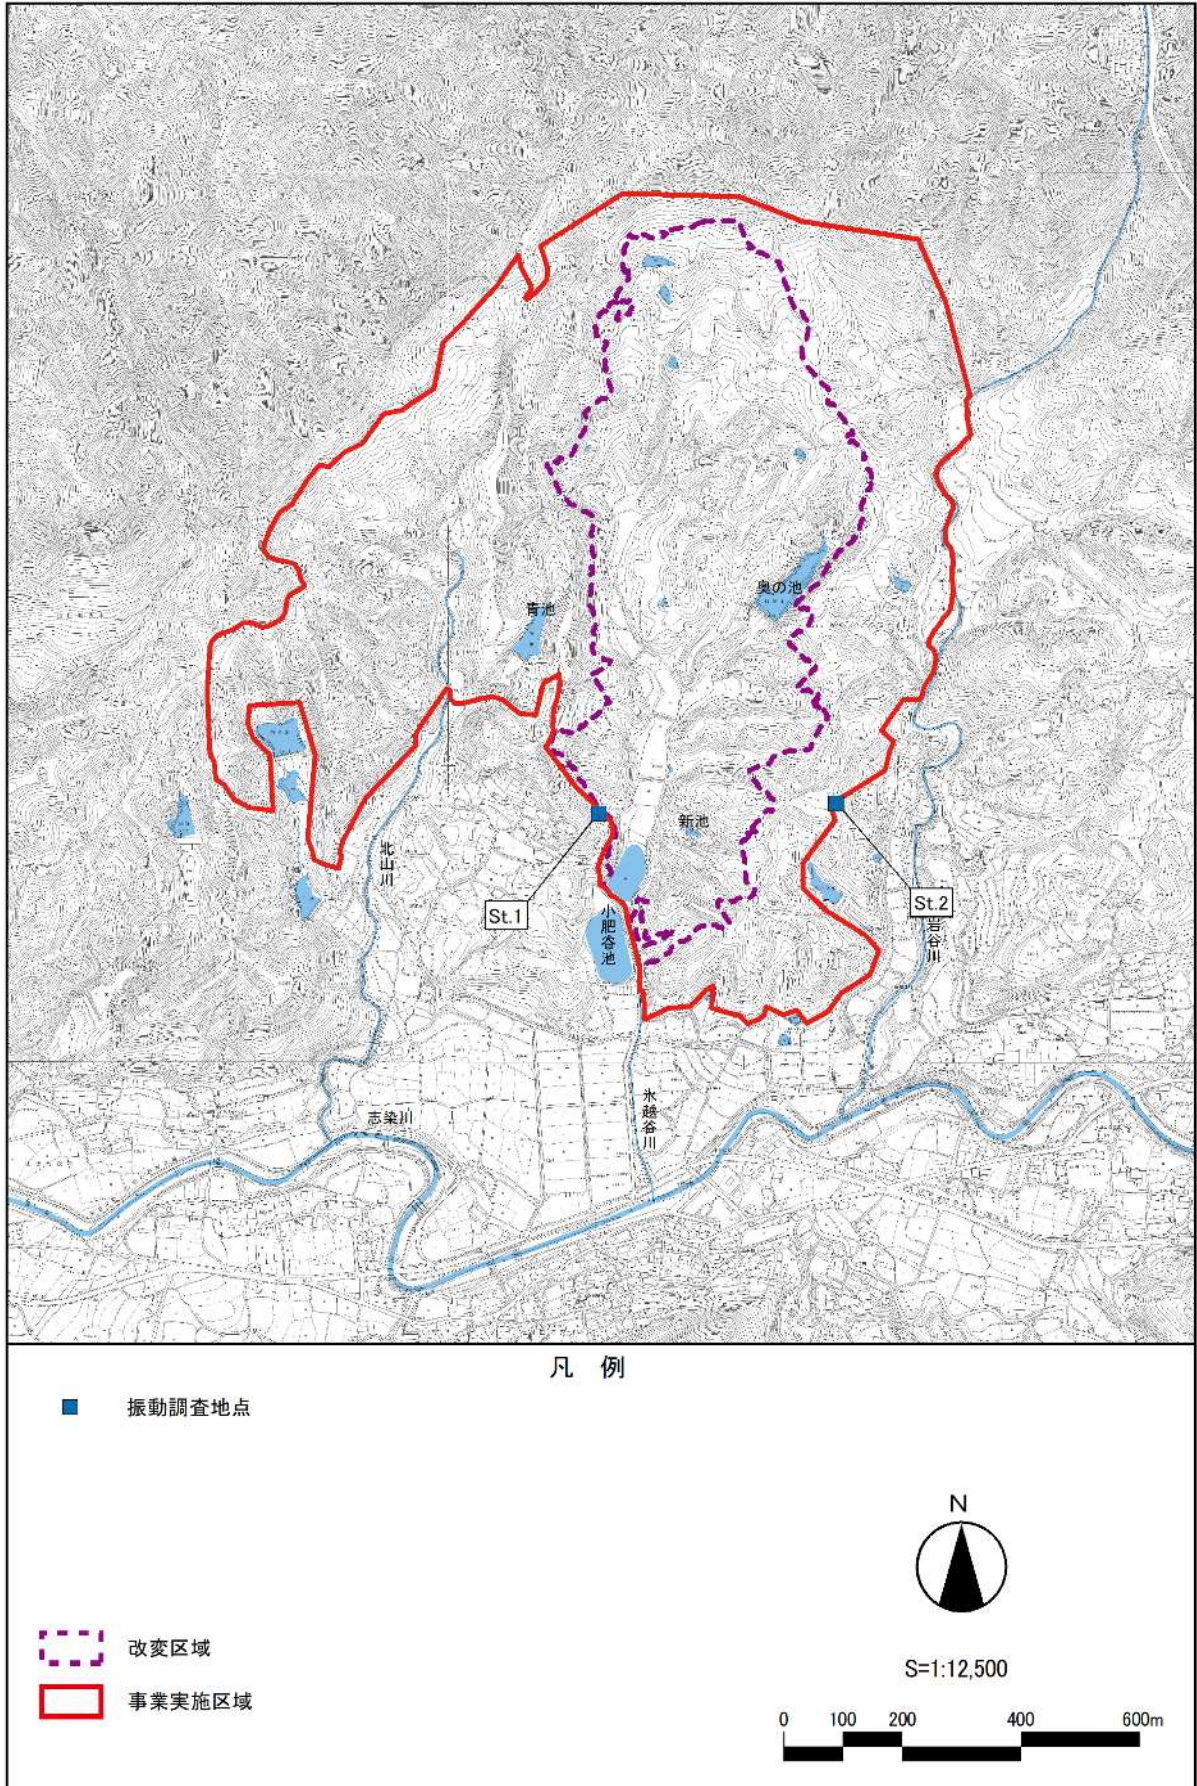 青池
奥の池
新池
北山川
St.1
St.2
小肥谷池
岩谷川
志染川
氷越谷川
凡 例
振動調査地点
N
改変区域
S=1:12,500
事業実施区域
0 100 200 400 600m